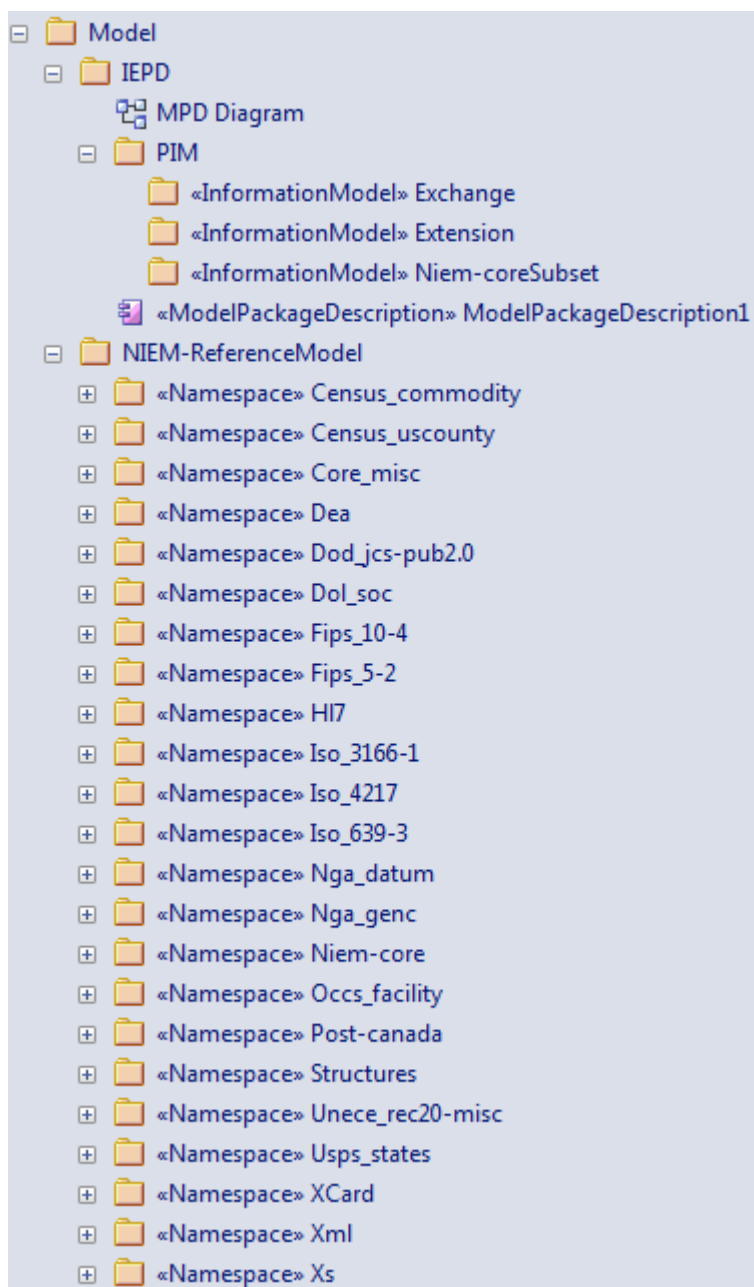 Model
IEPD
MPD Diagram
PIM
«InformationModel» Exchange
«InformationModel» Extension
«InformationModel» Niem-coreSubset
«ModelPackageDescription» ModelPackageDescription1
NIEM-ReferenceModel
«Namespace» Census_commodity
«Namespace» Census_uscounty
«Namespace» Core_misc
«Namespace» Dea
«Namespace» Dod_jcs-pub2.0
«Namespace» Dol_soc
«Namespace» Fips_10-4
«Namespace» Fips_5-2
«Namespace» Hl7
«Namespace» Iso_3166-1
«Namespace» Iso_4217
«Namespace» Iso_639-3
«Namespace» Nga_datum
«Namespace» Nga_genc
«Namespace» Niem-core
«Namespace» Occs_facility
«Namespace» Post-canada
«Namespace» Structures
«Namespace» Unece_rec20-misc
«Namespace» Usps_states
«Namespace» XCard
«Namespace» Xml
«Namespace» Xs